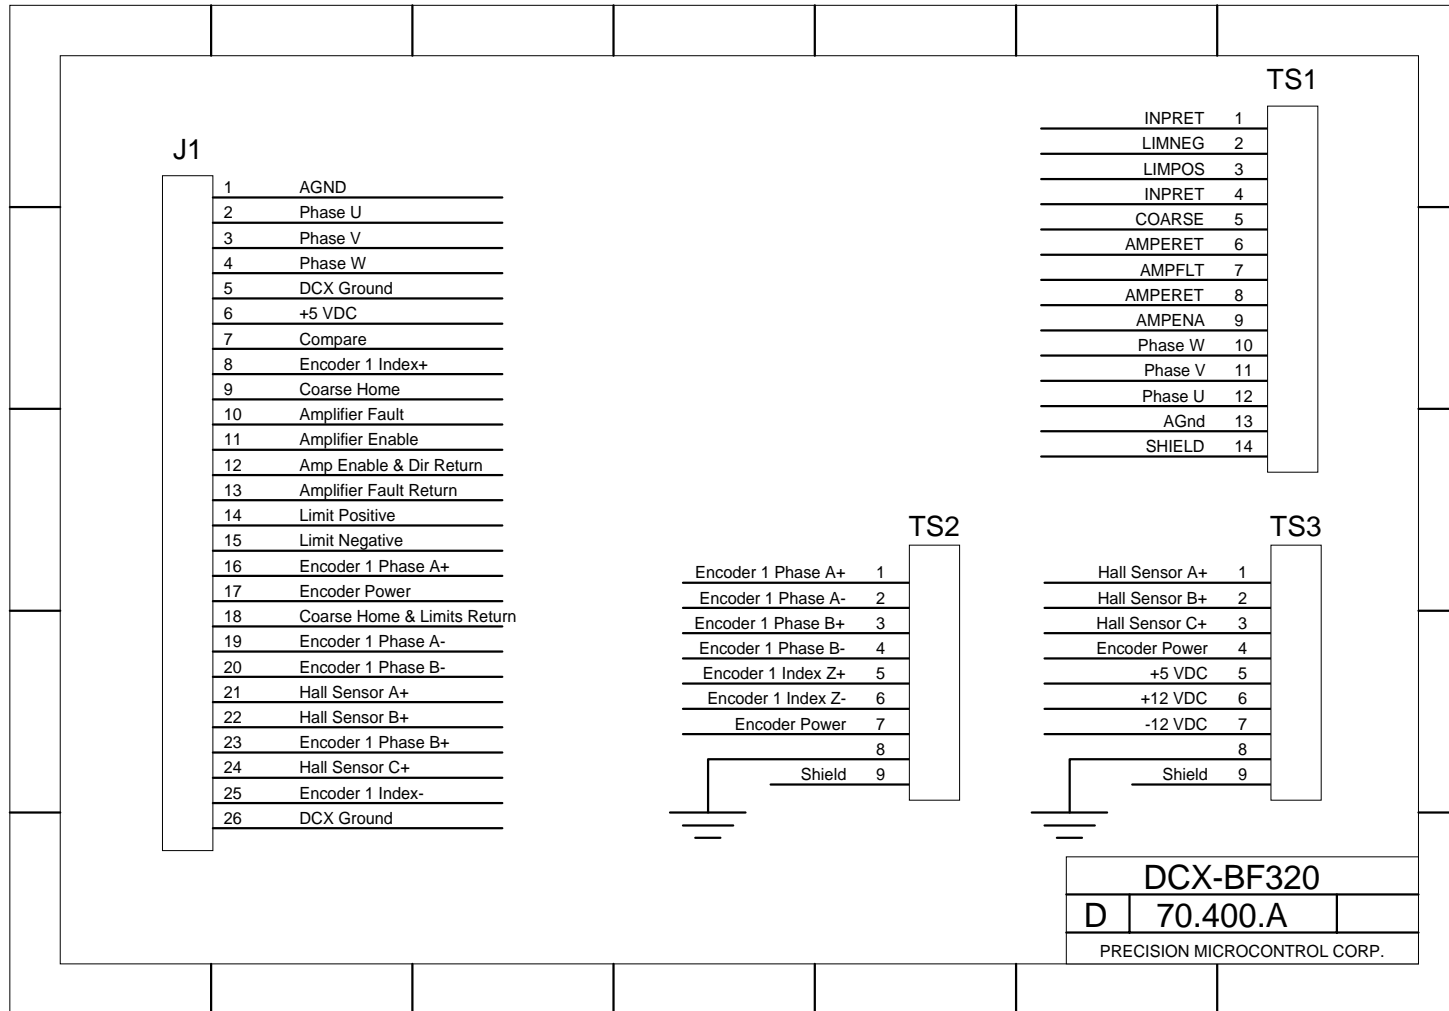 J1
1 AGND
2 Phase U
3 Phase V
4 Phase W
5 DCX Ground
6 +5 VDC
7 Compare
8 Encoder 1 Index+
9 Coarse Home
10 Amplifier Fault
11 Amplifier Enable
12 Amp Enable & Dir Return
13 Amplifier Fault Return
14 Limit Positive
15 Limit Negative
16 Encoder 1 Phase A+
17 Encoder Power
18 Coarse Home & Limits Return
19 Encoder 1 Phase A-
20 Encoder 1 Phase B-
21 Hall Sensor A+
22 Hall Sensor B+
23 Encoder 1 Phase B+
24 Hall Sensor C+
25 Encoder 1 Index-
26 DCX Ground
TS1
INPRET 1
LIMNEG 2
LIMPOS 3
INPRET 4
COARSE 5
AMPERET 6
AMPFLT 7
AMPERET 8
AMPENA 9
Phase W 10
Phase V 11
Phase U 12
AGnd 13
SHIELD 14
TS2
Encoder 1 Phase A+ 1
Encoder 1 Phase A- 2
Encoder 1 Phase B+ 3
Encoder 1 Phase B- 4
Encoder 1 Index Z+ 5
Encoder 1 Index Z- 6
Encoder Power 7
8
Shield 9
TS3
Hall Sensor A+ 1
Hall Sensor B+ 2
Hall Sensor C+ 3
Encoder Power 4
+5 VDC 5
+12 VDC 6
-12 VDC 7
8
Shield 9
DCX-BF320
D 70.400.A
PRECISION MICROCONTROL CORP.